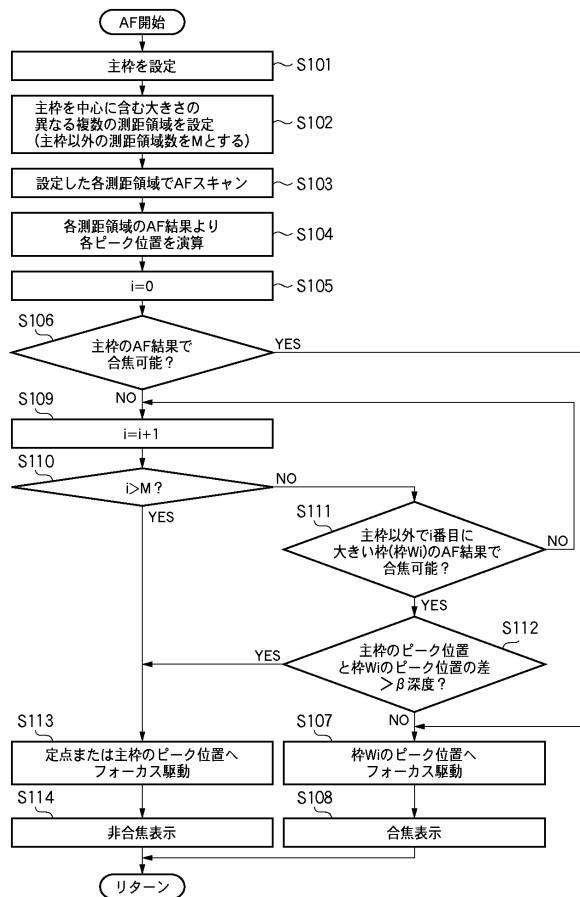 AF開始
主枠を設定
S101
主枠を中心に含む大きさの
異なる複数の測距領域を設定
(主枠以外の測距領域数をMとする)
S102
設定した各測距領域でAFスキャン
S103
各測距領域のAF結果より
各ピーク位置を演算
S104
i=0
S105
S106
主枠のAF結果で
合焦可能？
YES
NO
S109
i=i+1
S110
i>M？
NO
YES
S111
主枠以外でi番目に
大きい枠(枠Wi)のAF結果で
合焦可能？
NO
YES
S112
主枠のピーク位置
と枠Wiのピーク位置の差
＞β深度？
YES
NO
S113
定点または主枠のピーク位置へ
フォーカス駆動
S107
枠Wiのピーク位置へ
フォーカス駆動
S114
非合焦表示
S108
合焦表示
リターン